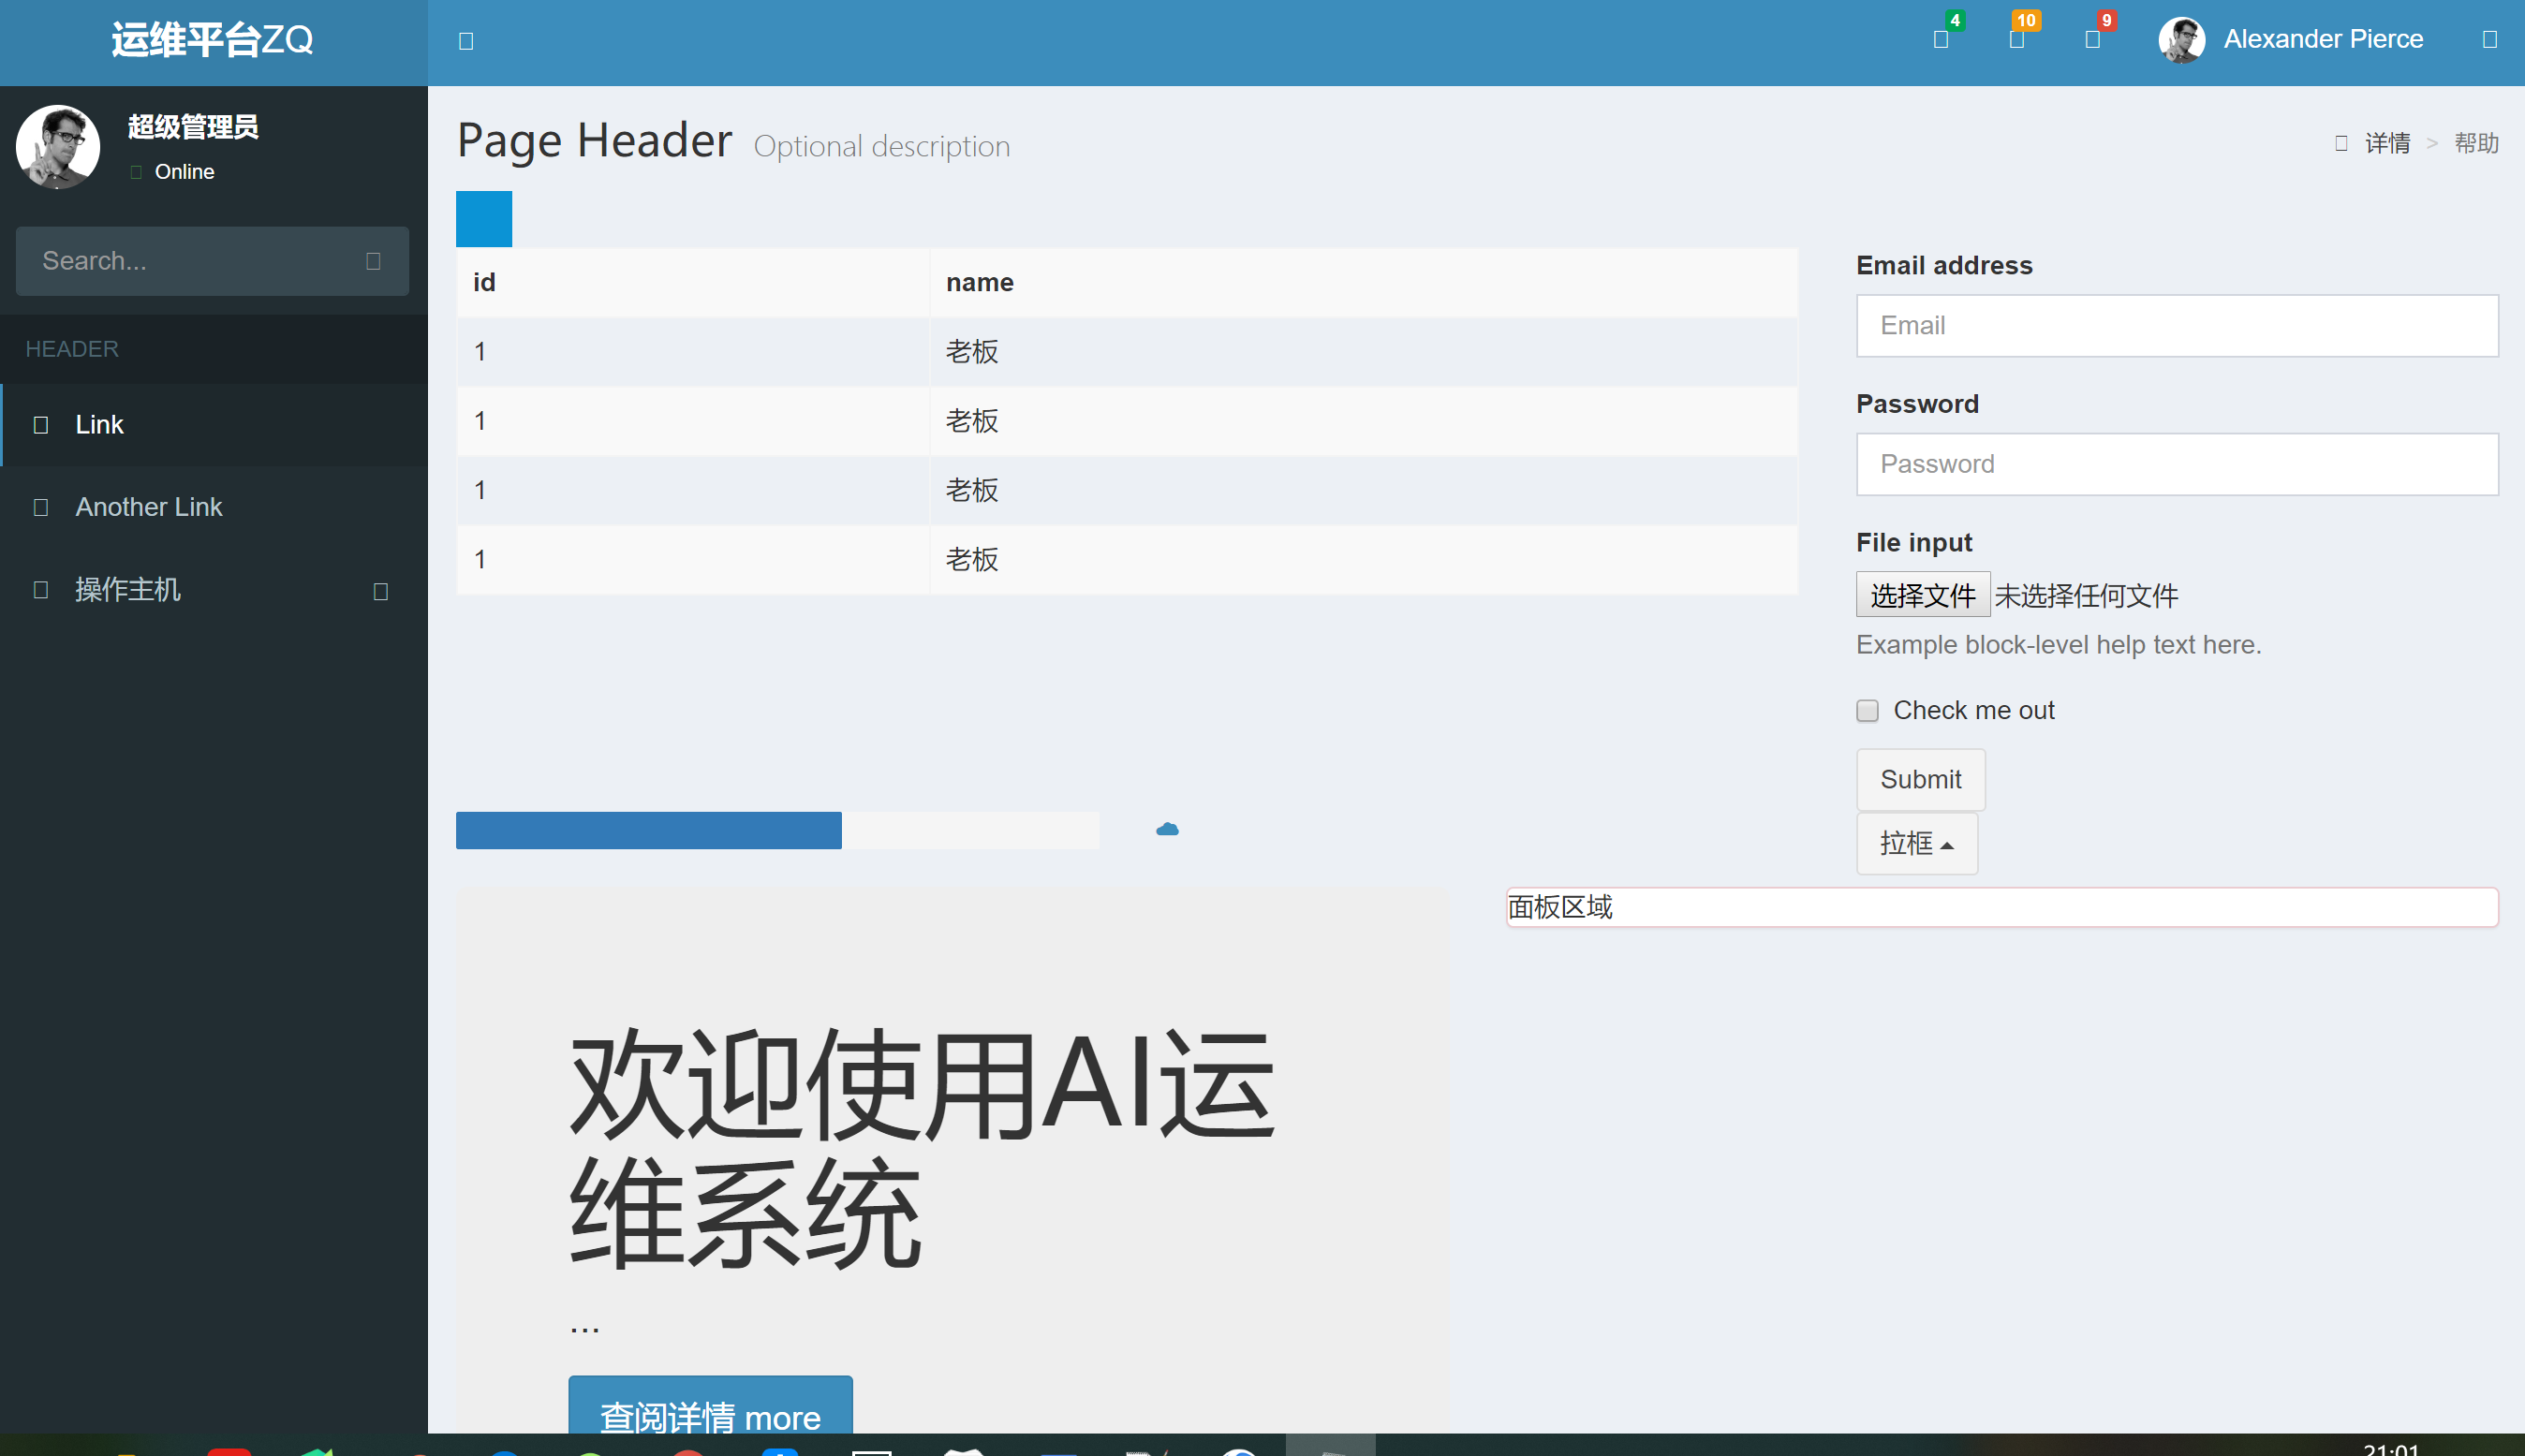 运维平台ZQ
4
10
9
Alexander Pierce
超级管理员
Online
Search...
HEADER
Link
Another Link
操作主机
Page Header Optional description
详情 > 帮助
id name
1 老板
1 老板
1 老板
1 老板
Email address
Email
Password
Password
File input
选择文件 未选择任何文件
Example block-level help text here.
Check me out
Submit
拉框
面板区域
欢迎使用AI运
维系统
...
查阅详情 more
21:01